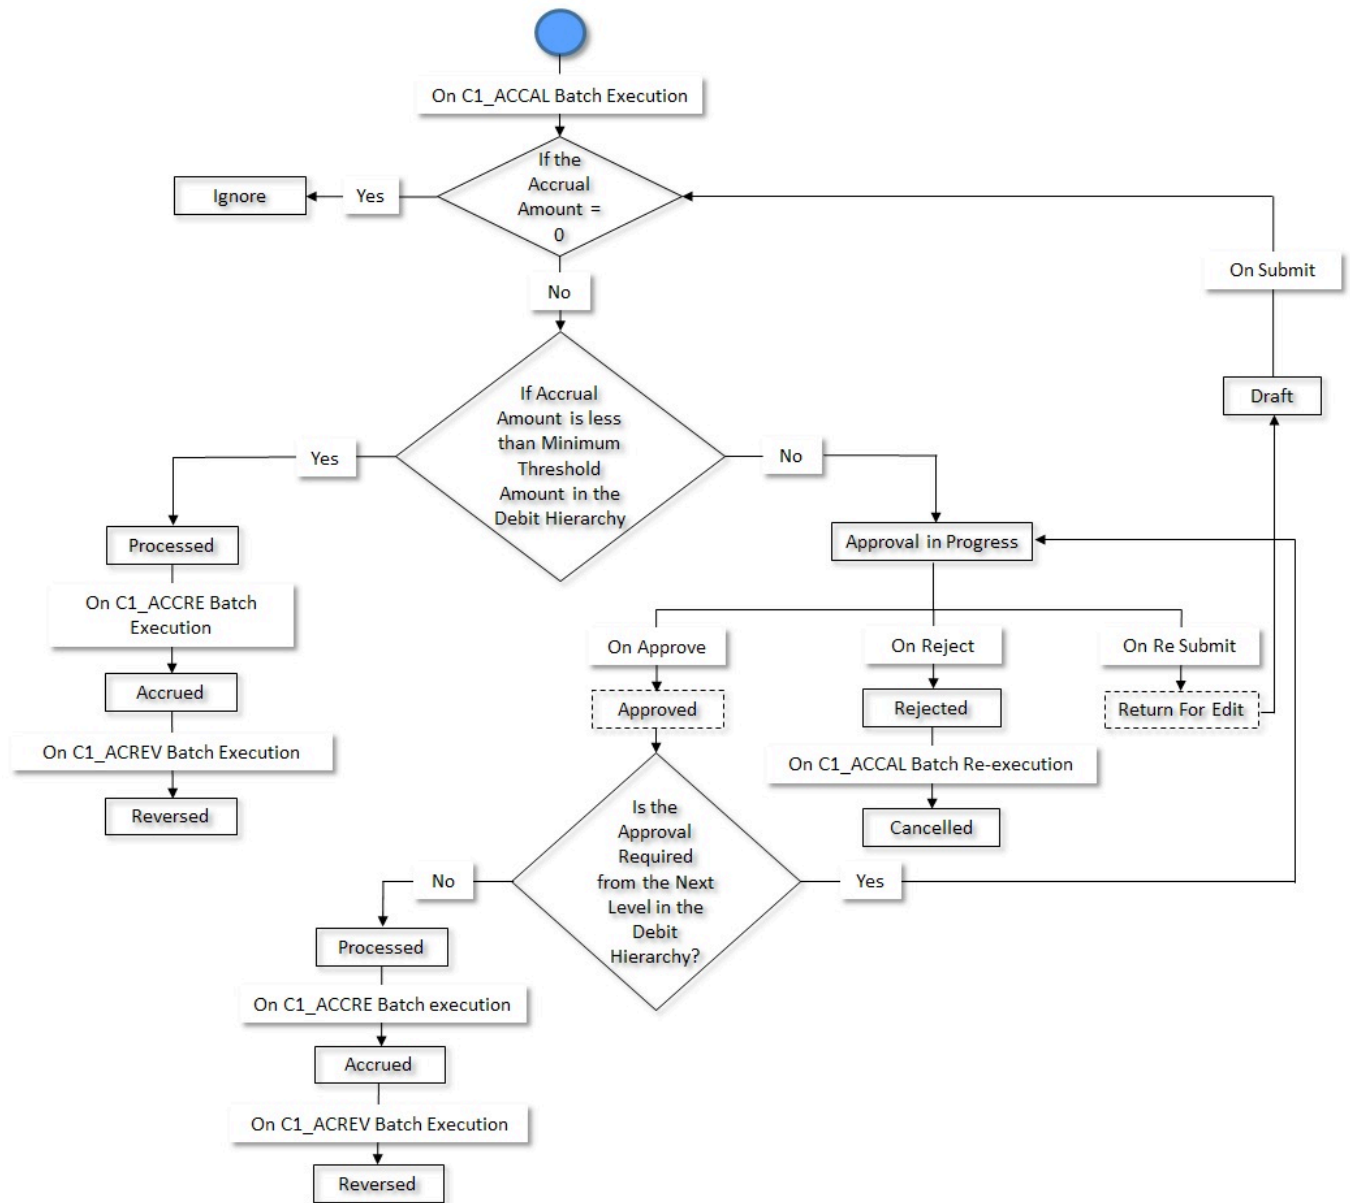 On C1_ACCAL Batch Execution
If the
Accrual
Amount =
0
Ignore
Yes
No
On Submit
Draft
If Accrual
Amount is less
than Minimum
Threshold
Amount in the
Debit Hierarchy
Yes
No
Processed
On C1_ACCRE Batch
Execution
Accrued
On C1_ACREV Batch Execution
Reversed
Approval in Progress
On Approve
On Reject
On Re Submit
Approved
Rejected
Return For Edit
On C1_ACCAL Batch Re-execution
Cancelled
Is the
Approval
Required
from the Next
Level in the
Debit
Hierarchy?
No
Yes
Processed
On C1_ACCRE Batch execution
Accrued
On C1_ACREV Batch Execution
Reversed